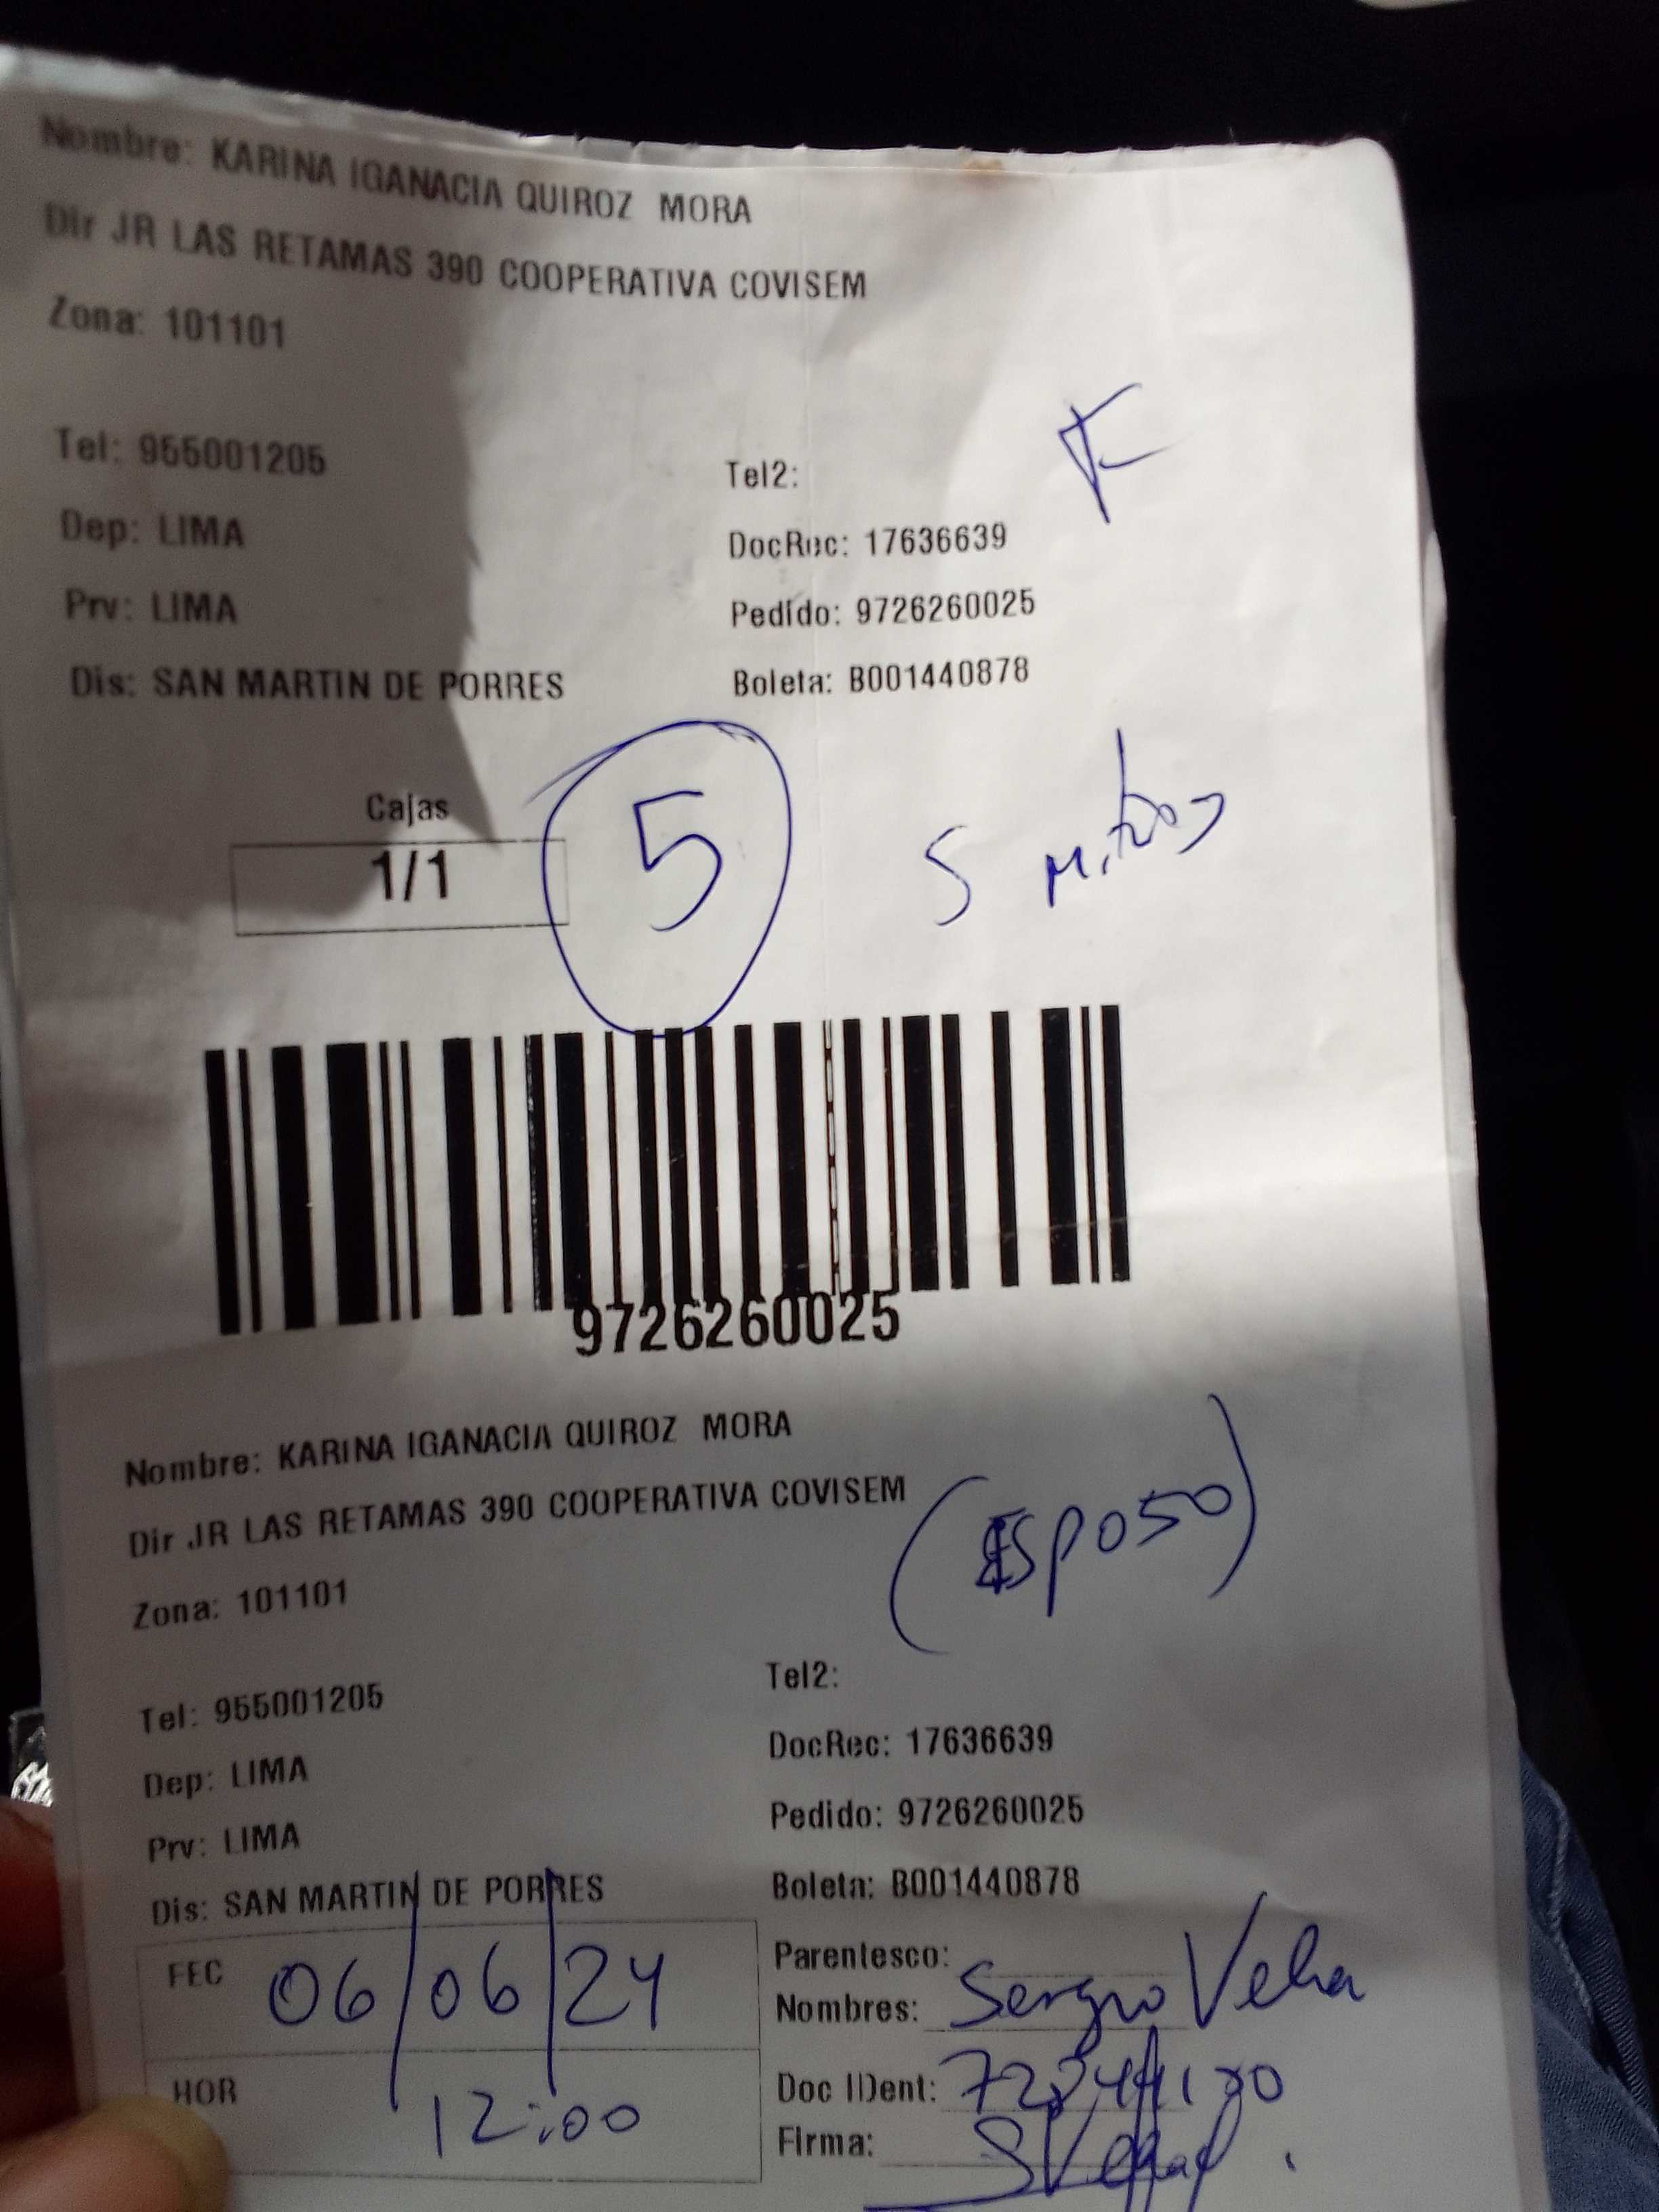 Nombre: KARINA IGANACIA QUIROZ MORA
Dir JR LAS RETAMAS 390 COOPERATIVA COVISEM
Zona: 101101
Tel: 955001205
Tel2:
Dep: LIMA
DocRec: 17636639
Prv: LIMA
Pedido: 9726260025
Dis: SAN MARTIN DE PORRES
Boleta: B001440878
Cajas
1/1
5
5
9726260025
Nombre: KARINA IGANACIA QUIROZ MORA
Dir JR LAS RETAMAS 390 COOPERATIVA COVISEM
(ESPOSO)
Zona: 101101
Tel: 955001205
Tel2:
Dep: LIMA
DocRec: 17636639
Prv: LIMA
Pedido: 9726260025
Dis: SAN MARTIN DE PORRES
Boleta: B001440878
FEC 06/06/24
Parentesco:
Nombres: Sergio
HOR 12:00
Doc IDent:
Firma: